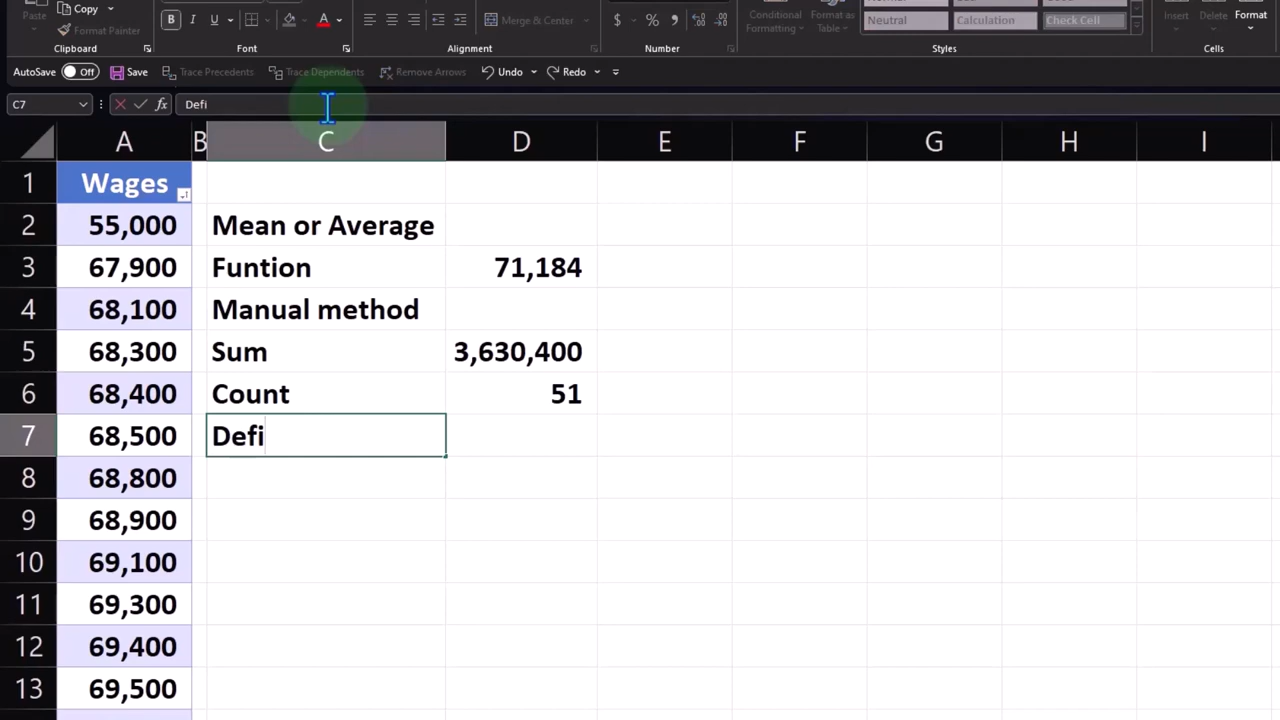 Paste Copy Format Painter
B I U A
Merge & Center
$ % Conditional Formatting Format as Table
Neutral Calculation Check Cell
Insert Delete Format
Clipboard Font Alignment Number Styles Cells
AutoSave Off Save Trace Precedents Trace Dependents Remove Arrows Undo Redo
C7 fx Defi
A B C D E F G H I
1 Wages
2 55,000 Mean or Average
3 67,900 Funtion 71,184
4 68,100 Manual method
5 68,300 Sum 3,630,400
6 68,400 Count 51
7 68,500 Defi
8 68,800
9 68,900
10 69,100
11 69,300
12 69,400
13 69,500